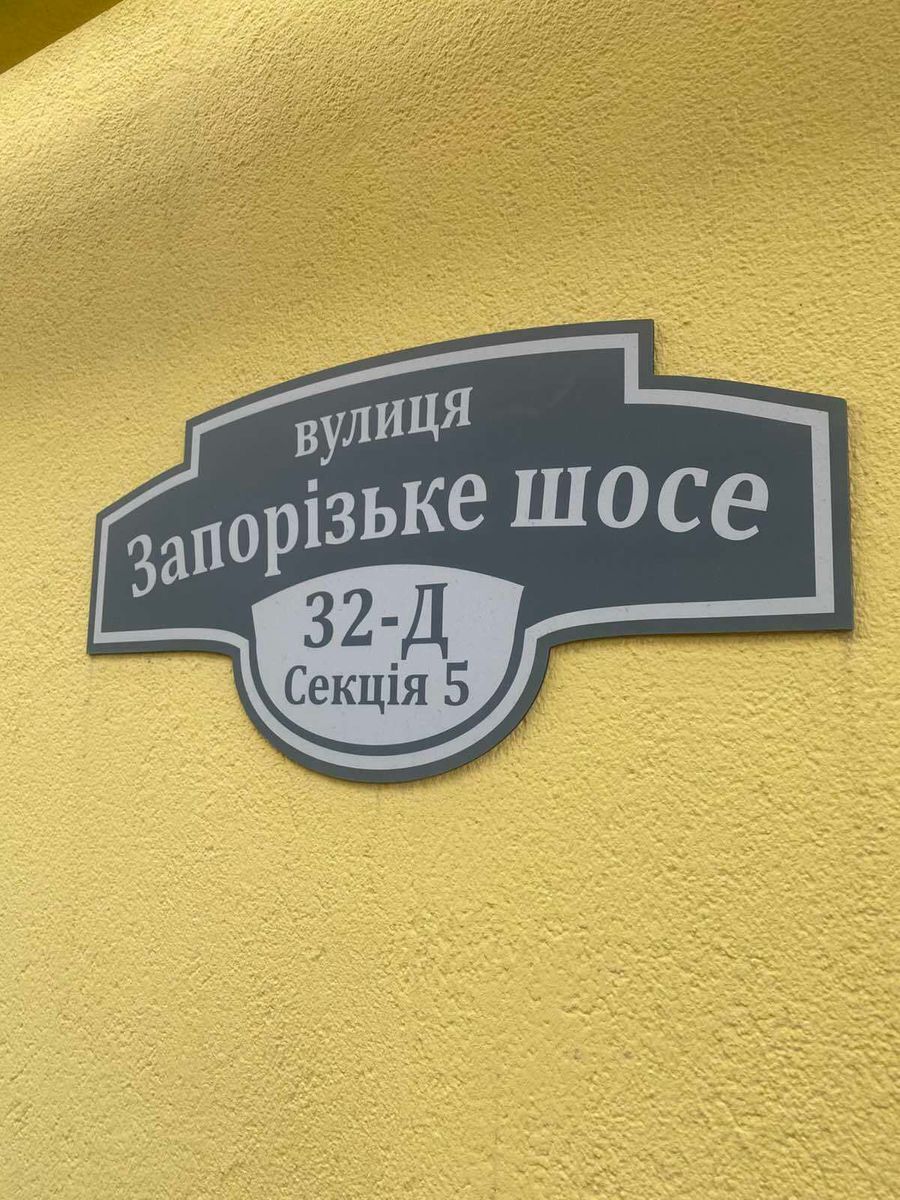 вулиця
Запорізьке шосе
32-Д
Секція 5